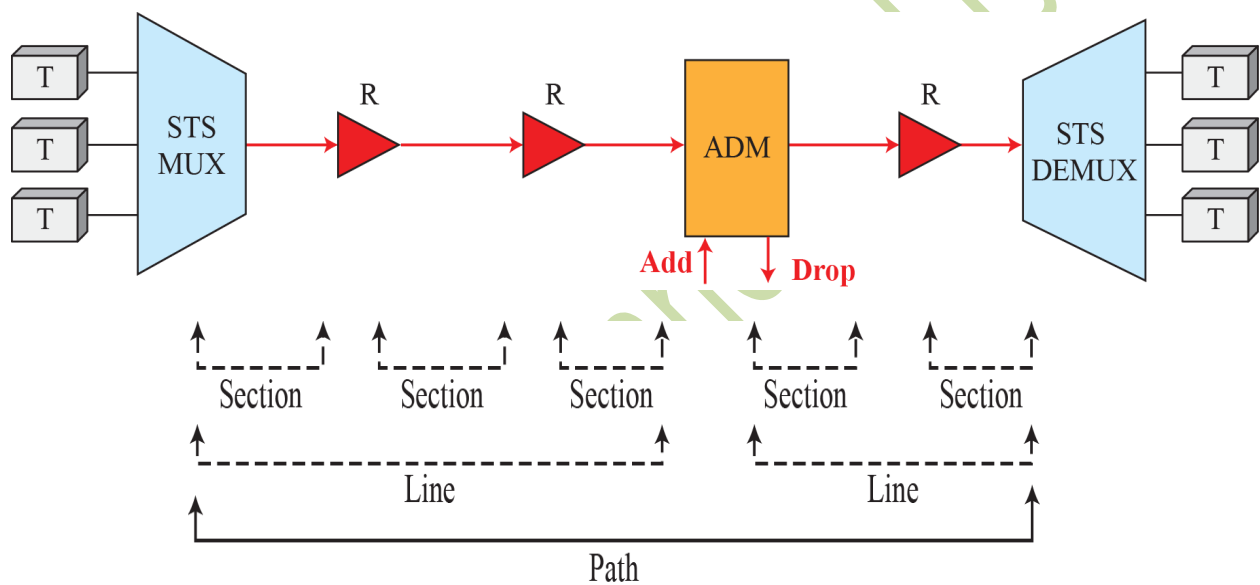 T
T
T
STS
MUX
R
R
ADM
R
STS
DEMUX
T
T
T
Add
Drop
Section
Section
Section
Section
Section
Line
Line
Path